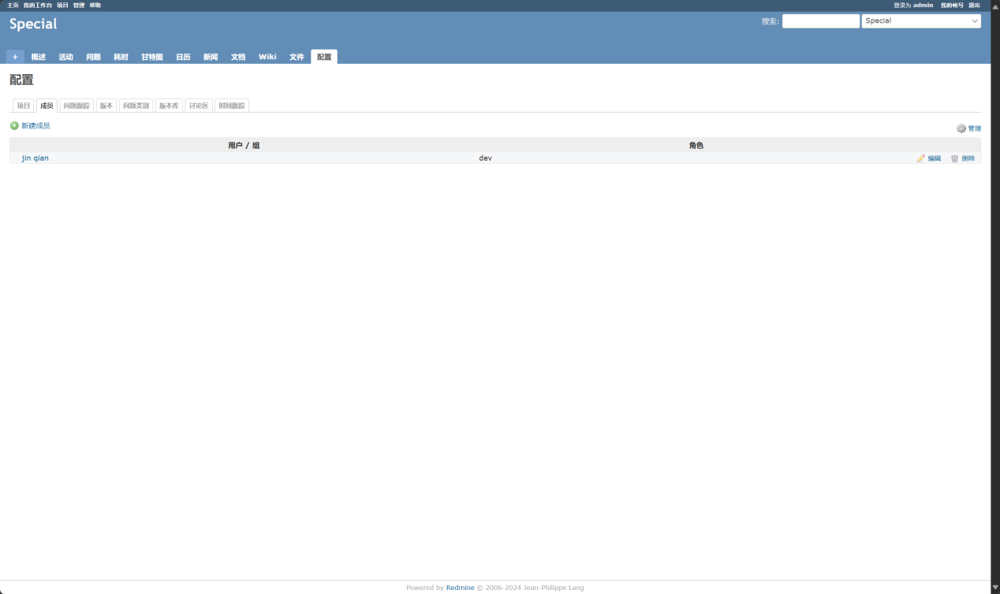 主页 我的工作台 项目 管理 帮助 登录为 admin 我的帐号 退出
Special 搜索: Special
+ 概述 活动 问题 耗时 甘特图 日历 新闻 文档 Wiki 文件 配置
配置
项目 成员 问题跟踪 版本 问题类别 版本库 讨论区 时间跟踪
新建成员 管理
用户 / 组 角色
jin qian dev 编辑 删除
Powered by Redmine © 2006-2024 Jean-Philippe Lang